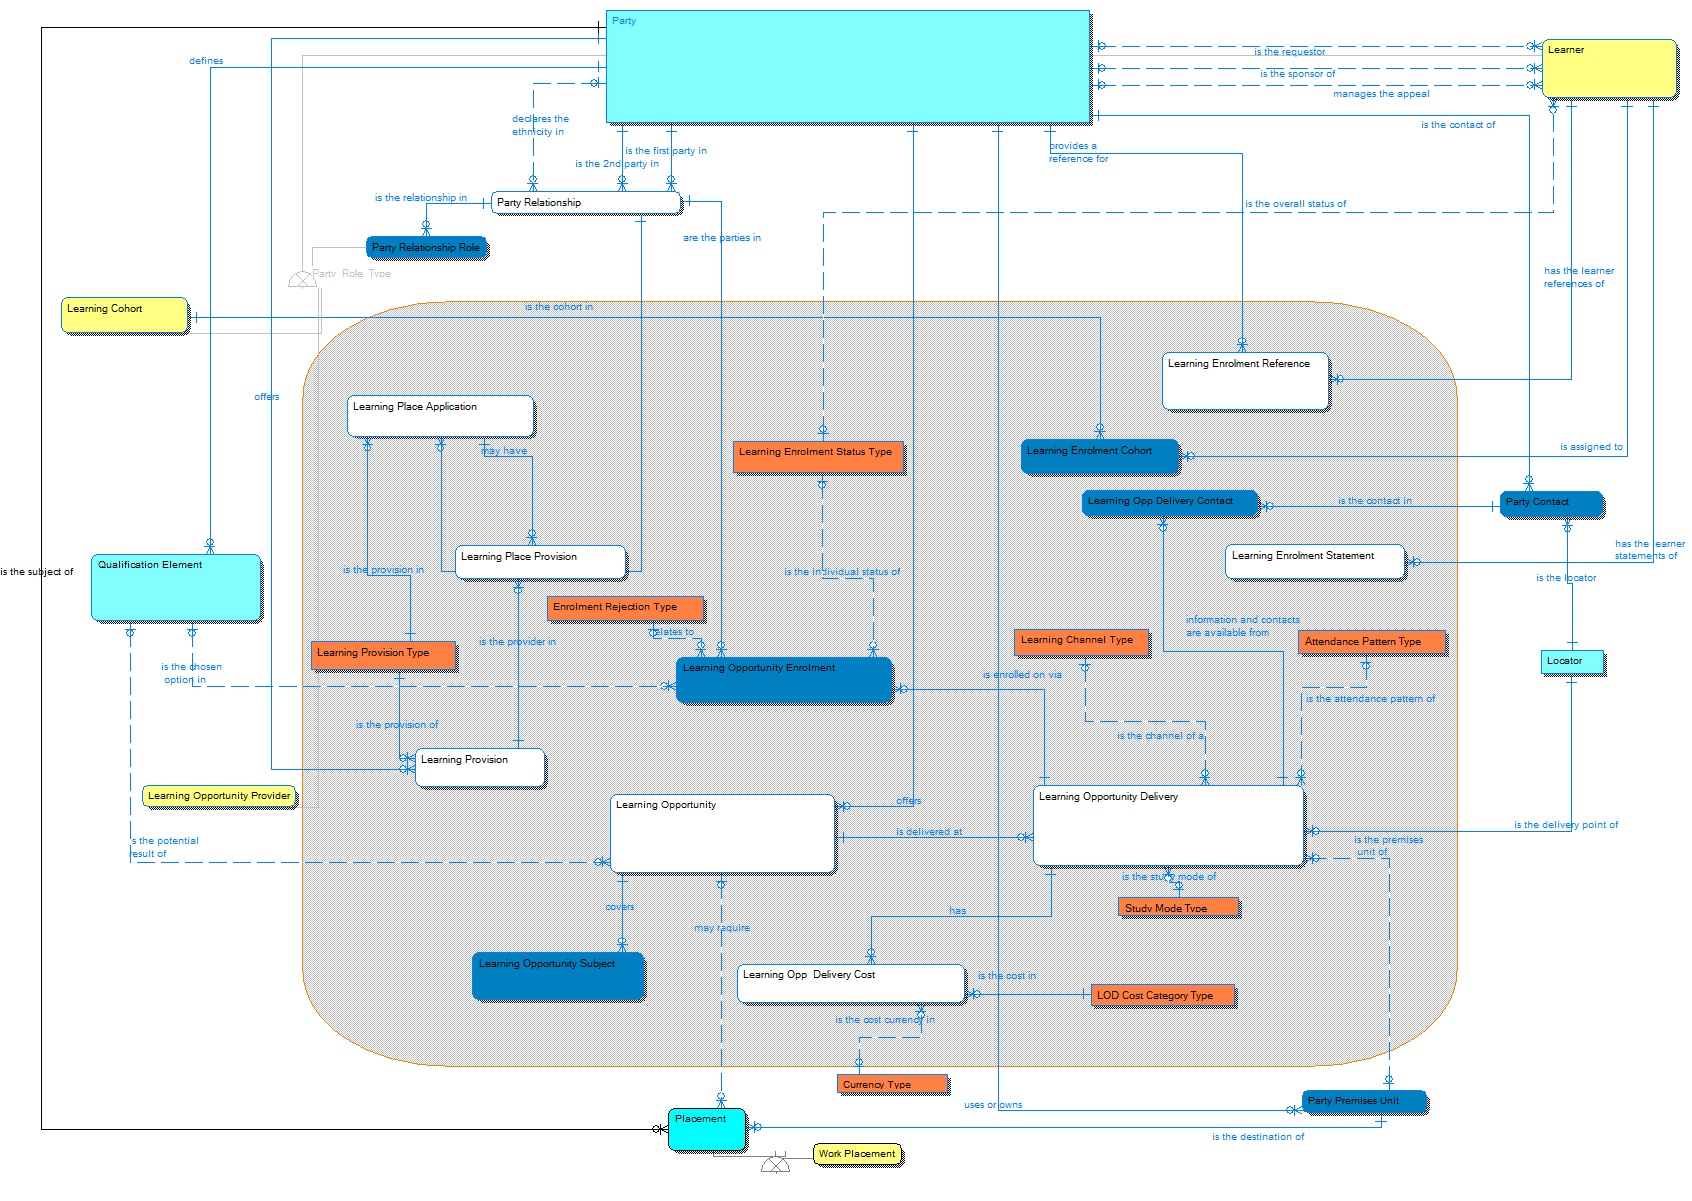 Party
Learner
is the requestor
is the sponsor of
manages the appeal
defines
declares the
ethnicity in
is the contact of
is the first party in
is the 2nd party in
provides a
reference for
is the relationship in
Party Relationship
is the overall status of
are the parties in
Party Relationship Role
Party Role Type
has the learner
references of
Learning Cohort
is the cohort in
Learning Enrolment Reference
offers
Learning Place Application
may have
Learning Enrolment Status Type
Learning Enrolment Cohort
is assigned to
Learning Opp Delivery Contact
is the contact in
Party Contact
Learning Place Provision
Learning Enrolment Statement
has the learner
statements of
Qualification Element
is the subject of
is the provision in
is the individual status of
is the locator
Enrolment Rejection Type
relates to
information and contacts
are available from
is the provider in
Learning Channel Type
Attendance Pattern Type
Learning Provision Type
is the chosen
option in
Learning Opportunity Enrolment
is enrolled on via
Locator
is the attendance pattern of
is the provision of
is the channel of a
Learning Provision
Learning Opportunity Provider
Learning Opportunity
offers
Learning Opportunity Delivery
is delivered at
is the delivery point of
is the potential
result of
is the premises
unit of
is the study mode of
covers
has
Study Mode Type
may require
Learning Opportunity Subject
Learning Opp Delivery Cost
is the cost in
LOD Cost Category Type
is the cost currency in
Currency Type
uses or owns
Party Premises Unit
Placement
is the destination of
Work Placement